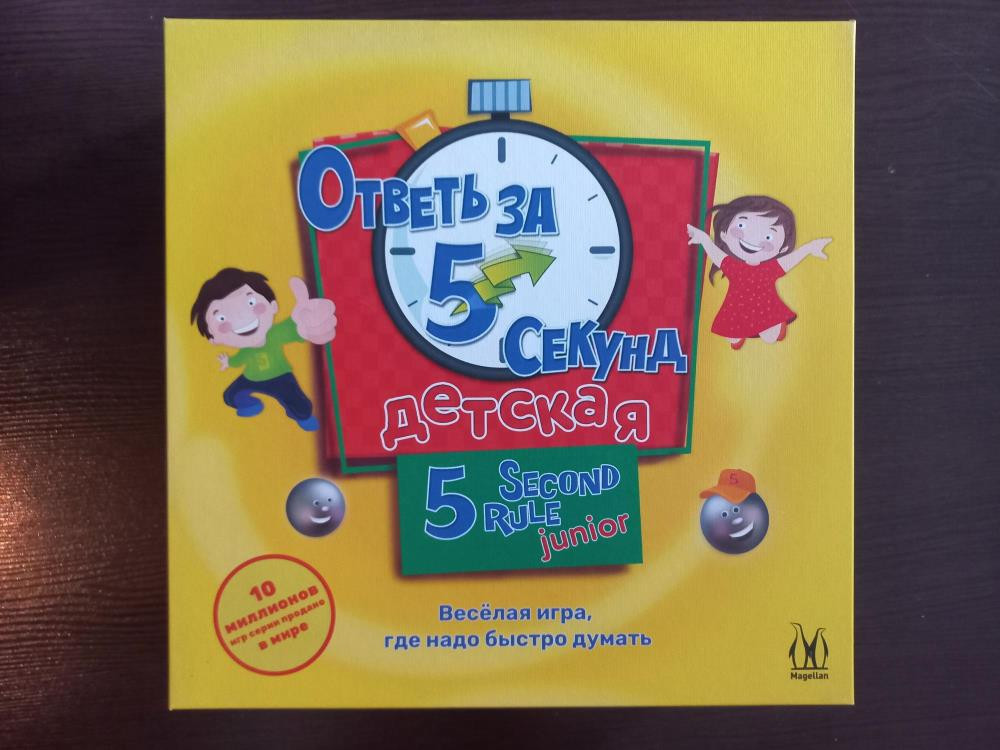 Ответь за
5
Секунд
детская
5 Second
Rule
junior
10
миллионов
игр серии продано
в мире
Весёлая игра,
где надо быстро думать
5
Magellan